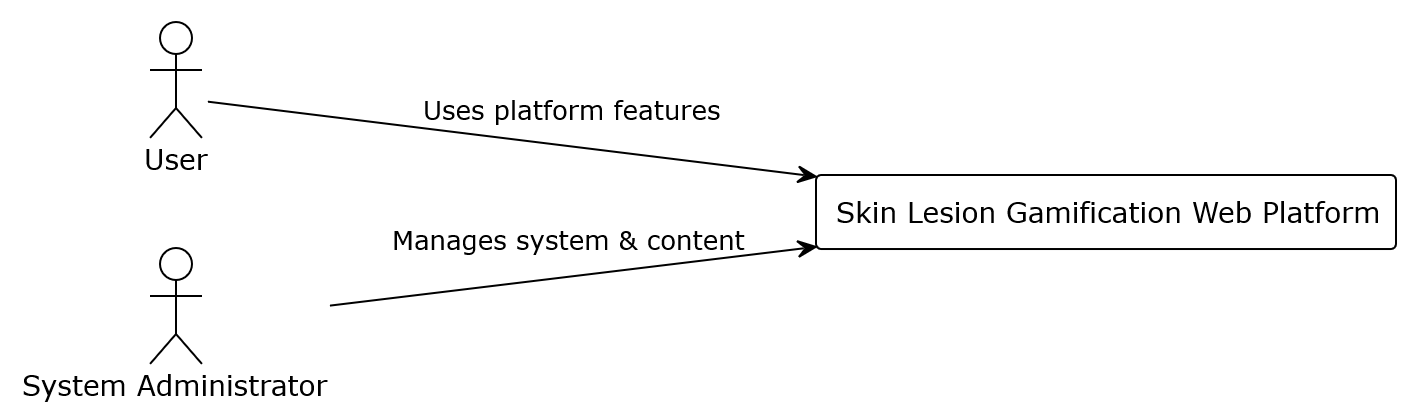 Uses platform features
User
Skin Lesion Gamification Web Platform
Manages system & content
System Administrator